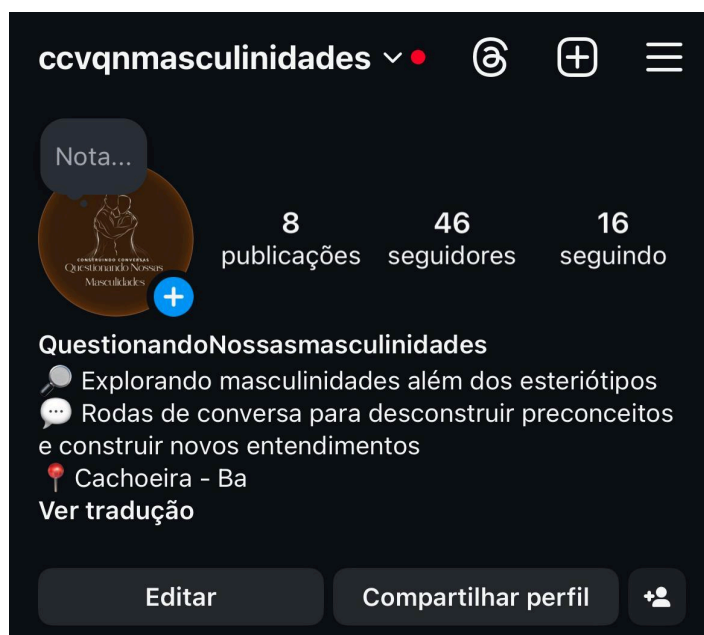 ccvqnmasculinidades
Nota...
CONSTRUINDO CONVERSAS
Questionando Nossas
Masculidades
8
publicações
46
seguidores
16
seguindo
QuestionandoNossasmasculinidades
🔎 Explorando masculinidades além dos esteriótipos
💬 Rodas de conversa para desconstruir preconceitos
e construir novos entendimentos
📍 Cachoeira - Ba
Ver tradução
Editar
Compartilhar perfil